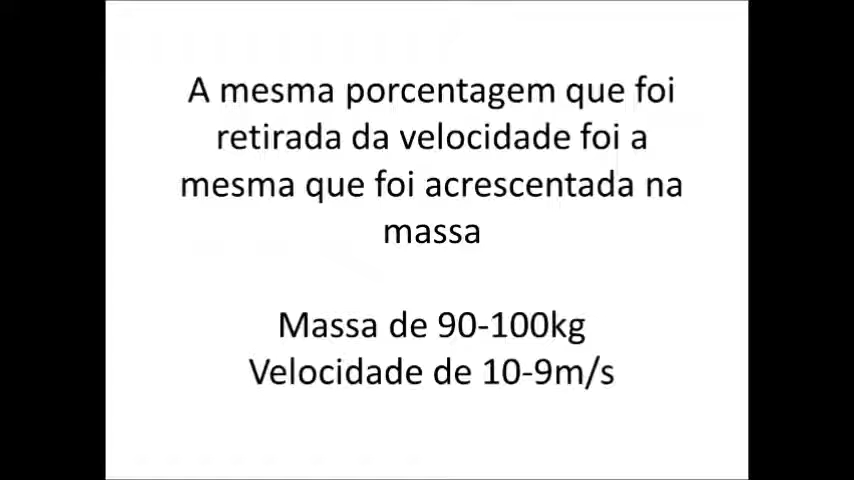 A mesma porcentagem que foi
retirada da velocidade foi a
mesma que foi acrescentada na
massa
Massa de 90-100kg
Velocidade de 10-9m/s